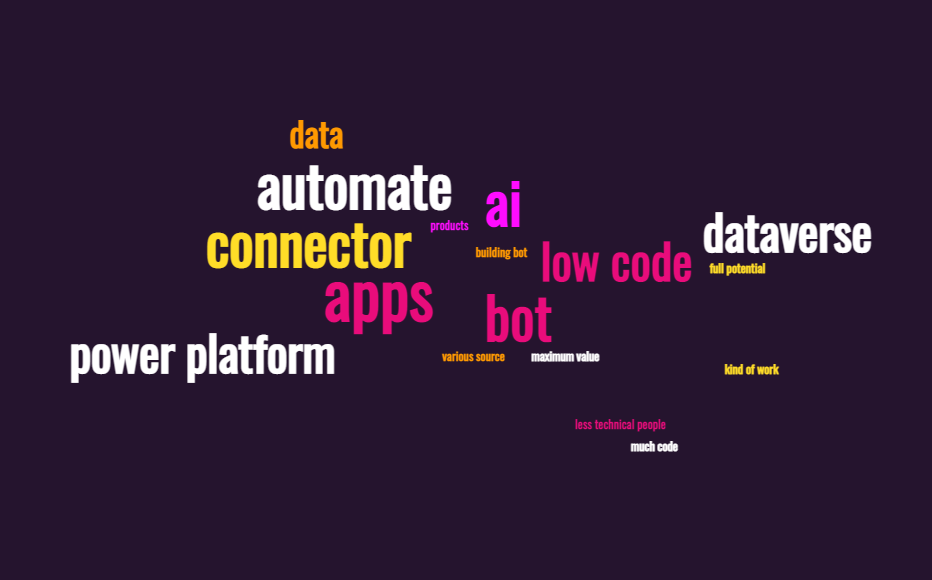 data
automate
ai
products
connector
dataverse
building bot
low code
full potential
apps
bot
power platform
various source
maximum value
kind of work
less technical people
much code